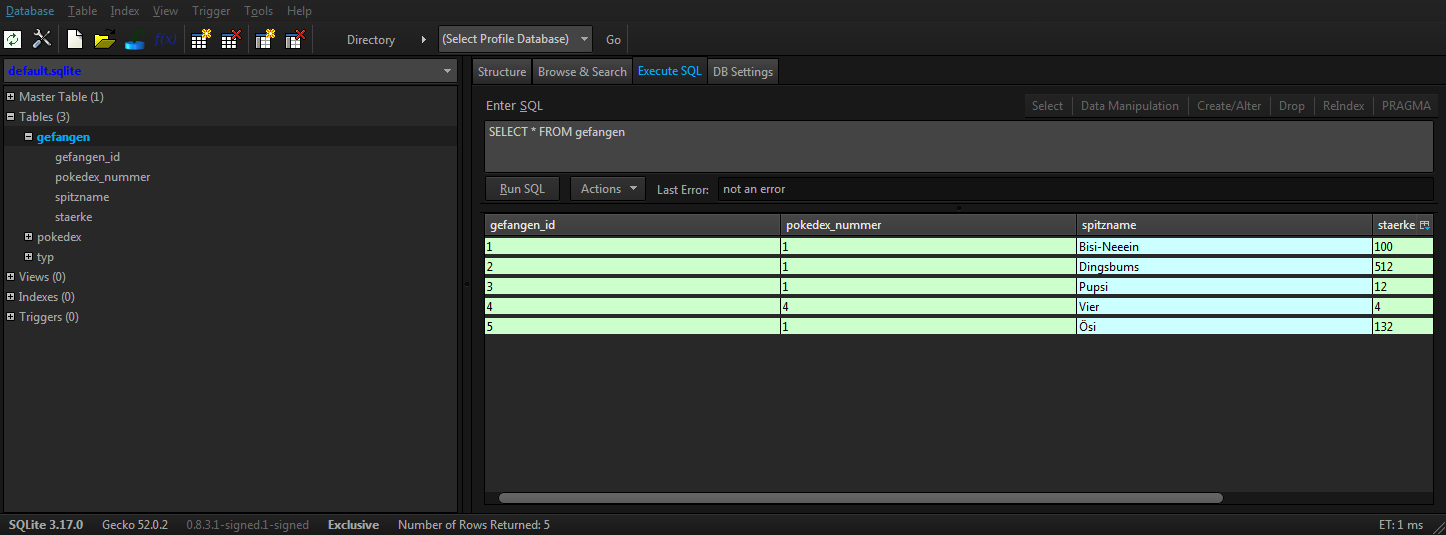 Database Table Index View Trigger Tools Help
f(x) Directory (Select Profile Database) Go
default.sqlite
Structure Browse & Search Execute SQL DB Settings
Master Table (1)
Tables (3)
gefangen
gefangen_id
pokedex_nummer
spitzname
staerke
pokedex
typ
Views (0)
Indexes (0)
Triggers (0)
Enter SQL Select Data Manipulation Create/Alter Drop ReIndex PRAGMA
SELECT * FROM gefangen
Run SQL Actions Last Error: not an error
gefangen_id pokedex_nummer spitzname staerke
1 1 Bisi-Neeein 100
2 1 Dingsbums 512
3 1 Pupsi 12
4 4 Vier 4
5 1 Ösi 132
SQLite 3.17.0 Gecko 52.0.2 0.8.3.1-signed.1-signed Exclusive Number of Rows Returned: 5 ET: 1 ms